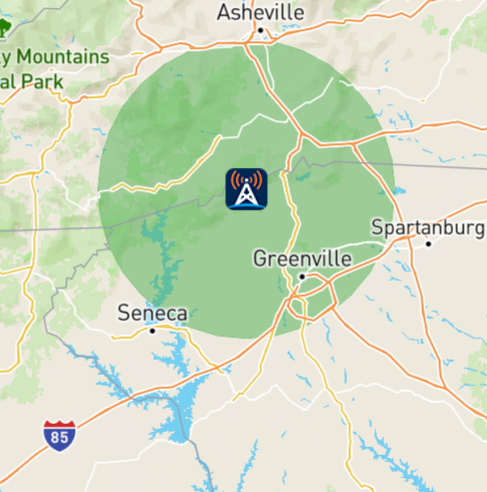 Asheville
y Mountains
al Park
Spartanburg
Greenville
Seneca
85